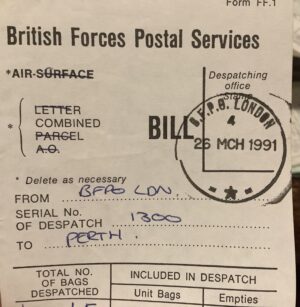 Form FF.1
British Forces Postal Services
*AIR-SURFACE
Despatching
office
stamp
LETTER
* COMBINED
PARCEL
A.O.
BILL
B.F.P.O. LONDON
4
26 MCH 1991
* Delete as necessary
FROM BFPO LDN.
SERIAL No.
OF DESPATCH 1300
TO PERTH.
TOTAL NO.
OF BAGS
DESPATCHED
INCLUDED IN DESPATCH
Unit Bags
Empties